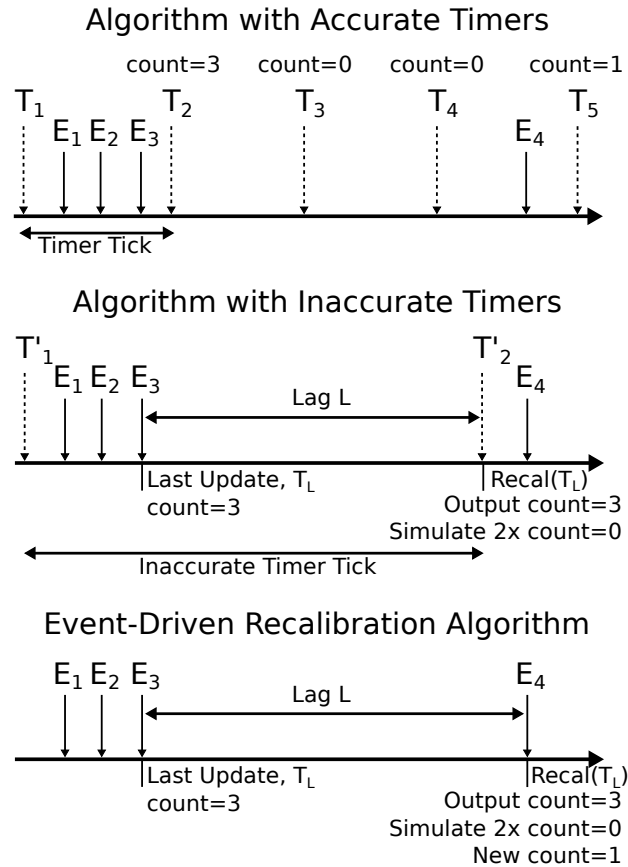 Algorithm with Accurate Timers
count=3 count=0 count=0 count=1
T1 T2 T3 T4 T5
E1 E2 E3 E4
Timer Tick
Algorithm with Inaccurate Timers
T'1 T'2
E1 E2 E3 E4
Lag L
Last Update, TL Recal(TL)
count=3 Output count=3
Simulate 2x count=0
Inaccurate Timer Tick
Event-Driven Recalibration Algorithm
E1 E2 E3 E4
Lag L
Last Update, TL Recal(TL)
count=3 Output count=3
Simulate 2x count=0
New count=1